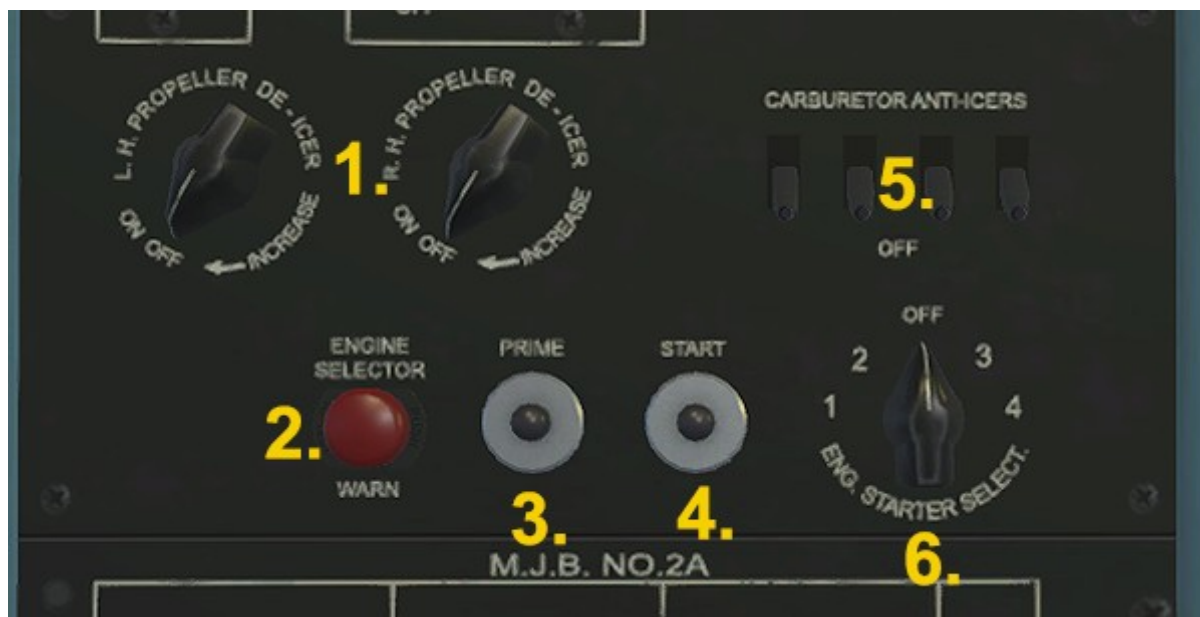 L. H. PROPELLER DE - ICER
ON OFF
INCREASE
1.
R. H. PROPELLER DE - ICER
ON OFF
INCREASE
CARBURETOR ANTI-ICERS
5.
OFF
ENGINE
SELECTOR
2.
WARN
PRIME
3.
START
4.
OFF
2 3
1 4
ENG. STARTER SELECT.
6.
M.J.B. NO.2A